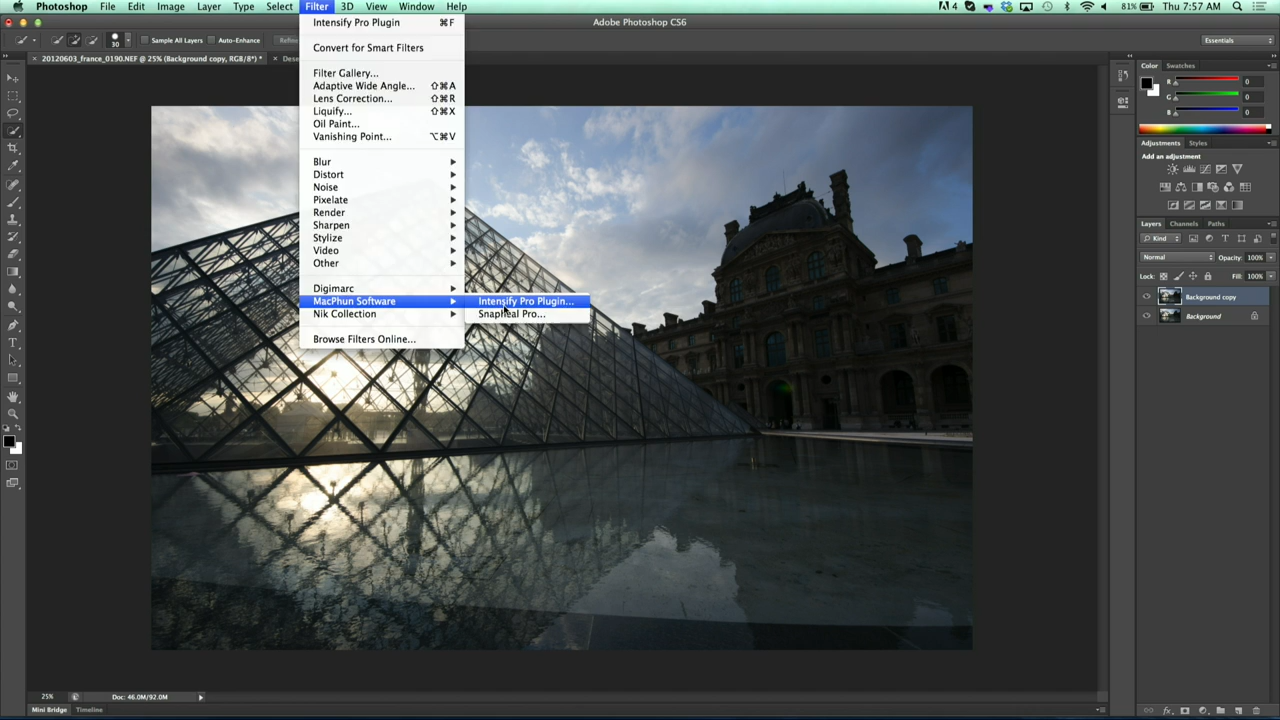 Photoshop File Edit Image Layer Type Select Filter 3D View Window Help
4 81% Thu 7:57 AM
Adobe Photoshop CS6
30 Sample All Layers Auto-Enhance Refine
Essentials
20120603_france_0190.NEF @ 25% (Background copy, RGB/8*) *
Intensify Pro Plugin ⌘F
Convert for Smart Filters
Filter Gallery...
Adaptive Wide Angle... ⇧⌘A
Lens Correction... ⇧⌘R
Liquify... ⇧⌘X
Oil Paint...
Vanishing Point... ⌥⌘V
Blur
Distort
Noise
Pixelate
Render
Sharpen
Stylize
Video
Other
Digimarc
MacPhun Software
Nik Collection
Browse Filters Online...
Intensify Pro Plugin...
Snapheal Pro...
Color Swatches
R 0
G 0
B 0
Adjustments Styles
Add an adjustment
Layers Channels Paths
Kind
Normal Opacity: 100%
Lock: Fill: 100%
Background copy
Background
25% Doc: 46.0M/92.0M
Mini Bridge Timeline